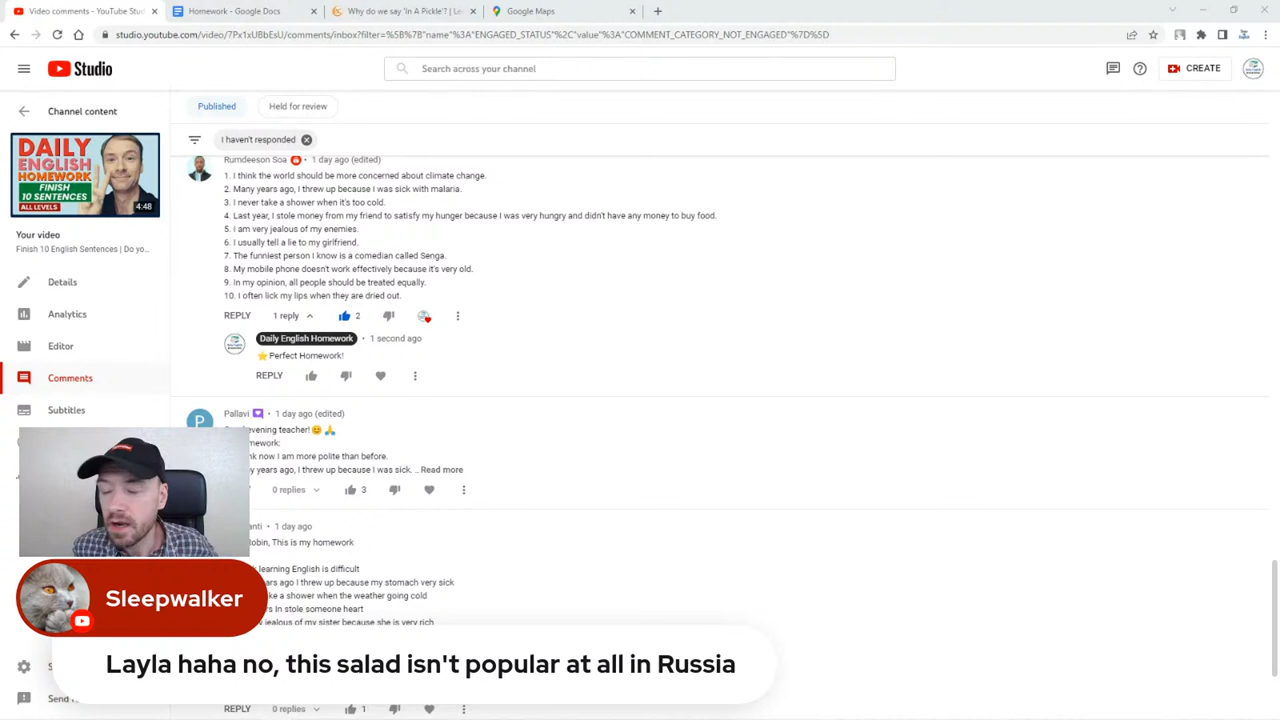 Video comments - YouTube Stud
Homework - Google Docs
Why do we say 'In A Pickle'? | Le
Google Maps
studio.youtube.com/video/7Px1xUBbEsU/comments/inbox?filter=%5B%7B"name"%3A"ENGAGED_STATUS"%2C"value"%3A"COMMENT_CATEGORY_NOT_ENGAGED"%7D%5D
Studio
Search across your channel
CREATE
Channel content
Published
Held for review
I haven't responded
DAILY
ENGLISH
HOMEWORK
FINISH
10 SENTENCES
ALL LEVELS
4:48
Your video
Finish 10 English Sentences | Do yo...
Details
Analytics
Editor
Comments
Subtitles
Rumdeeson Soa • 1 day ago (edited)
1. I think the world should be more concerned about climate change.
2. Many years ago, I threw up because I was sick with malaria.
3. I never take a shower when it's too cold.
4. Last year, I stole money from my friend to satisfy my hunger because I was very hungry and didn't have any money to buy food.
5. I am very jealous of my enemies.
6. I usually tell a lie to my girlfriend.
7. The funniest person I know is a comedian called Senga.
8. My mobile phone doesn't work effectively because it's very old.
9. In my opinion, all people should be treated equally.
10. I often lick my lips when they are dried out.
REPLY 1 reply 2
Daily English Homework • 1 second ago
⭐Perfect Homework!
REPLY
P
Pallavi • 1 day ago (edited)
evening teacher!😊🙏
now I am more polite than before.
years ago, I threw up because I was sick. ... Read more
0 replies 3
• 1 day ago
Robin, This is my homework
learning English is difficult
ago I threw up because my stomach very sick
a shower when the weather going cold
In stole someone heart
jealous of my sister because she is very rich
Sleepwalker
Layla haha no, this salad isn't popular at all in Russia
REPLY 0 replies 1